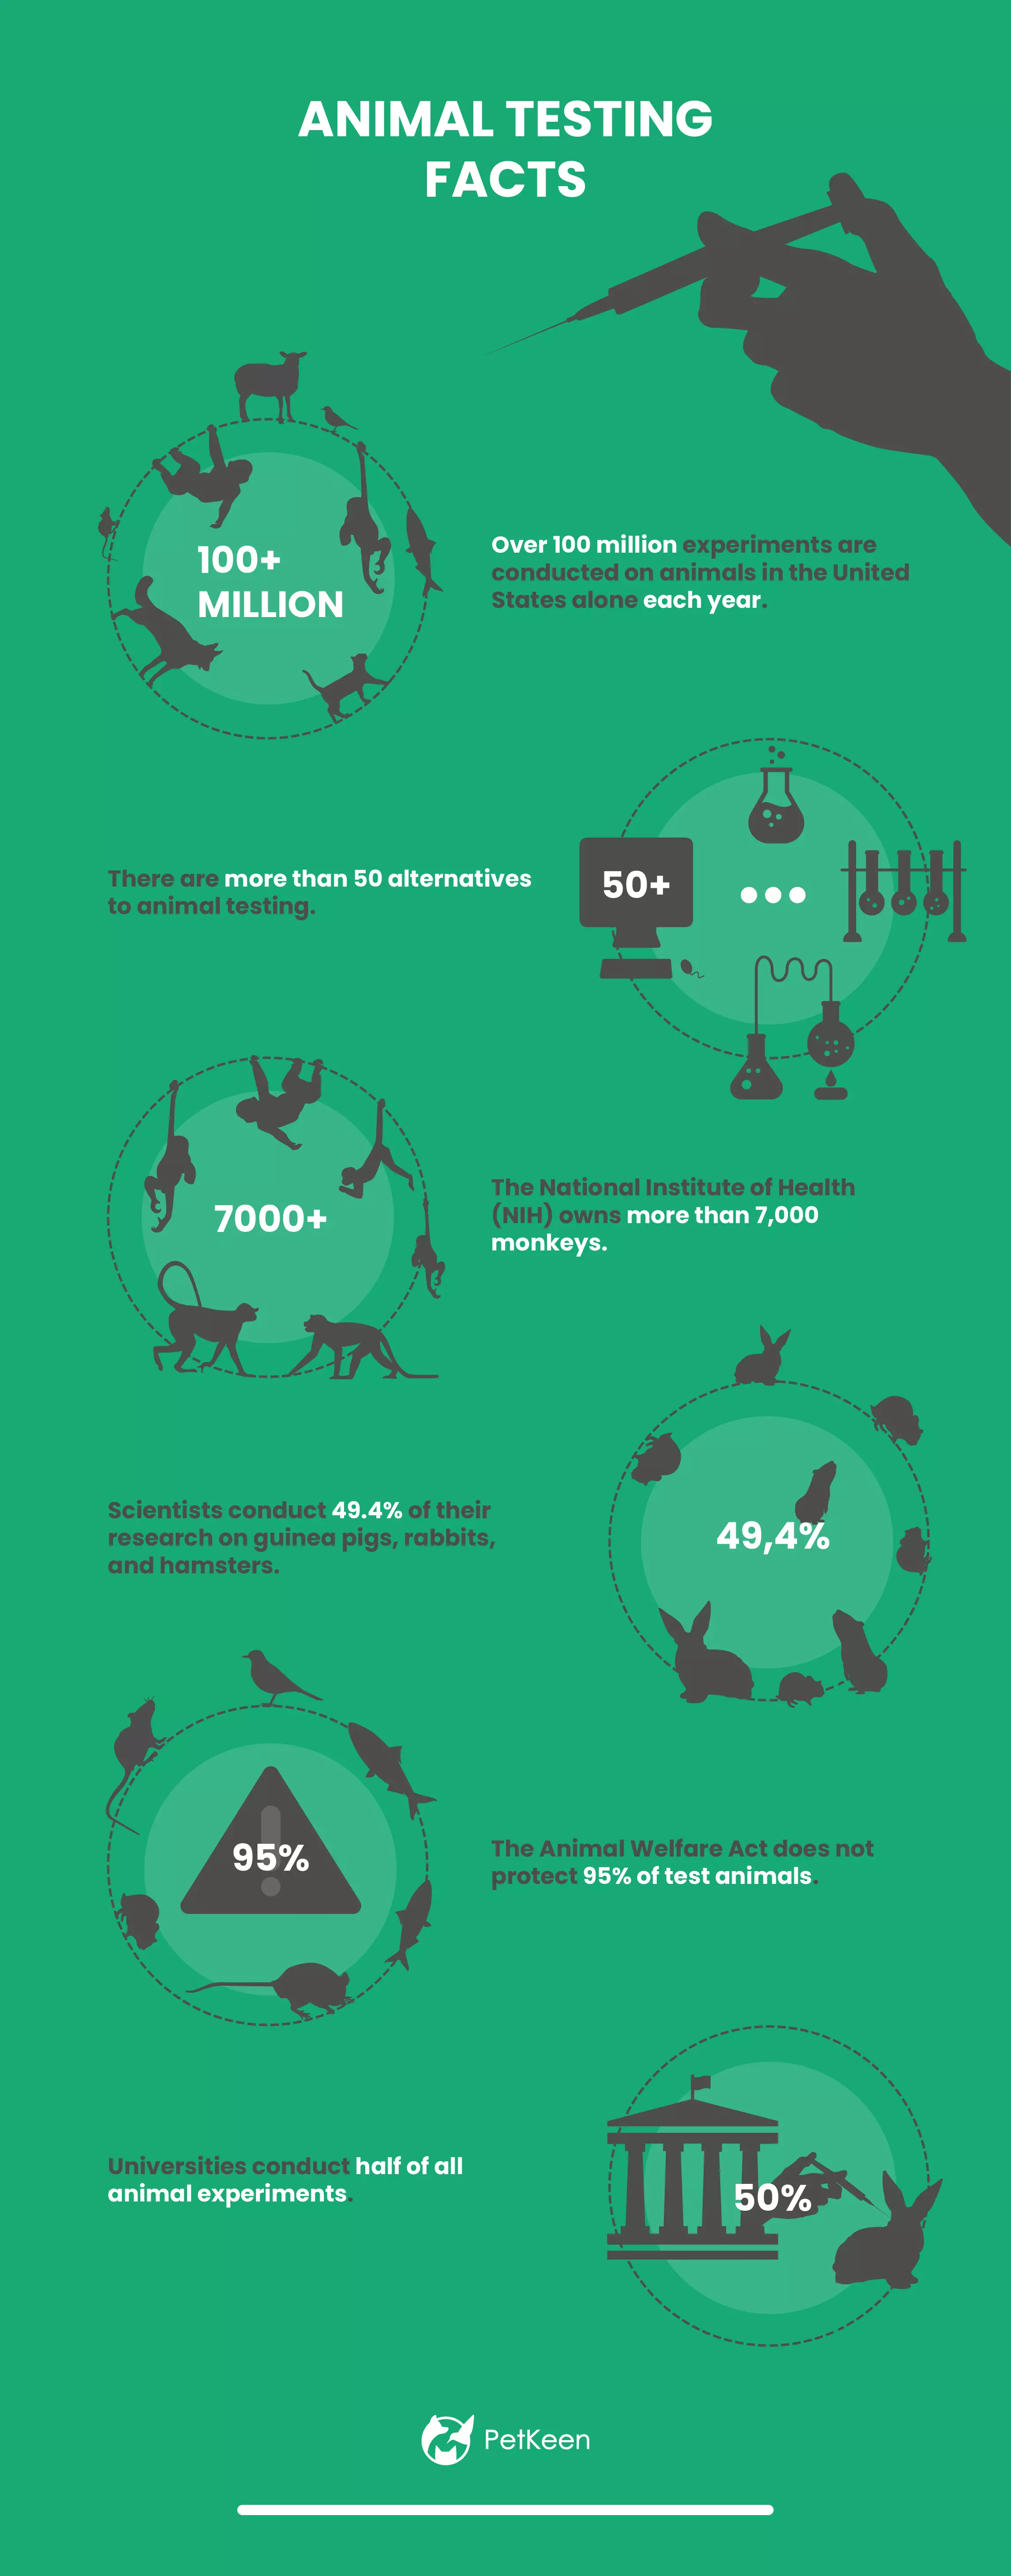 ANIMAL TESTING
FACTS
100+
MILLION
Over 100 million experiments are
conducted on animals in the United
States alone each year.
There are more than 50 alternatives
to animal testing.
50+
7000+
The National Institute of Health
(NIH) owns more than 7,000
monkeys.
Scientists conduct 49.4% of their
research on guinea pigs, rabbits,
and hamsters.
49,4%
95%
The Animal Welfare Act does not
protect 95% of test animals.
Universities conduct half of all
animal experiments.
50%
PetKeen